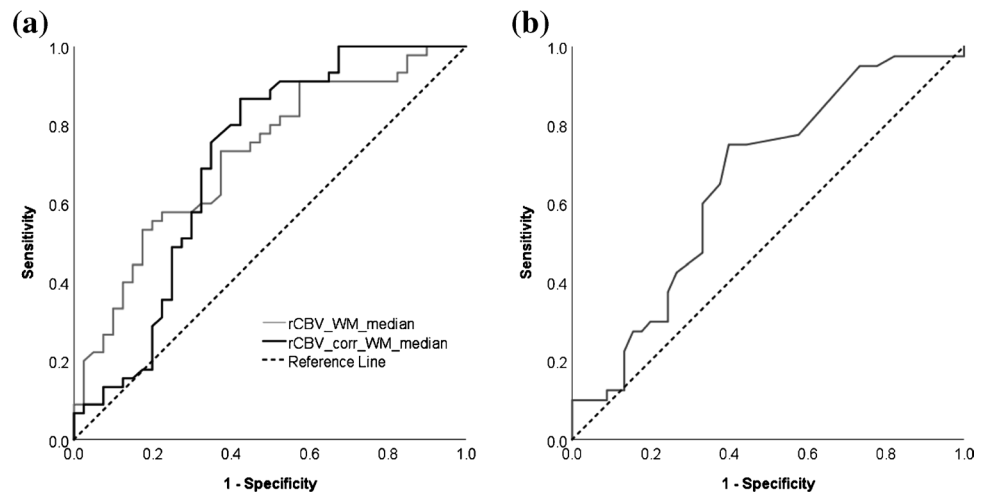 (a)
1.0
0.8
0.6
0.4
0.2
0.0
Sensitivity
rCBV_WM_median
rCBV_corr_WM_median
Reference Line
0.0 0.2 0.4 0.6 0.8 1.0
1 - Specificity
(b)
1.0
0.8
0.6
0.4
0.2
0.0
Sensitivity
0.0 0.2 0.4 0.6 0.8 1.0
1 - Specificity